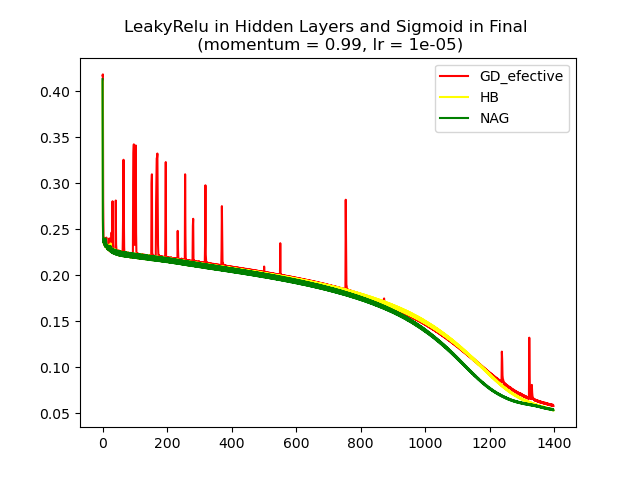 LeakyRelu in Hidden Layers and Sigmoid in Final
(momentum = 0.99, lr = 1e-05)
GD_efective
HB
NAG
0.40
0.35
0.30
0.25
0.20
0.15
0.10
0.05
0 200 400 600 800 1000 1200 1400